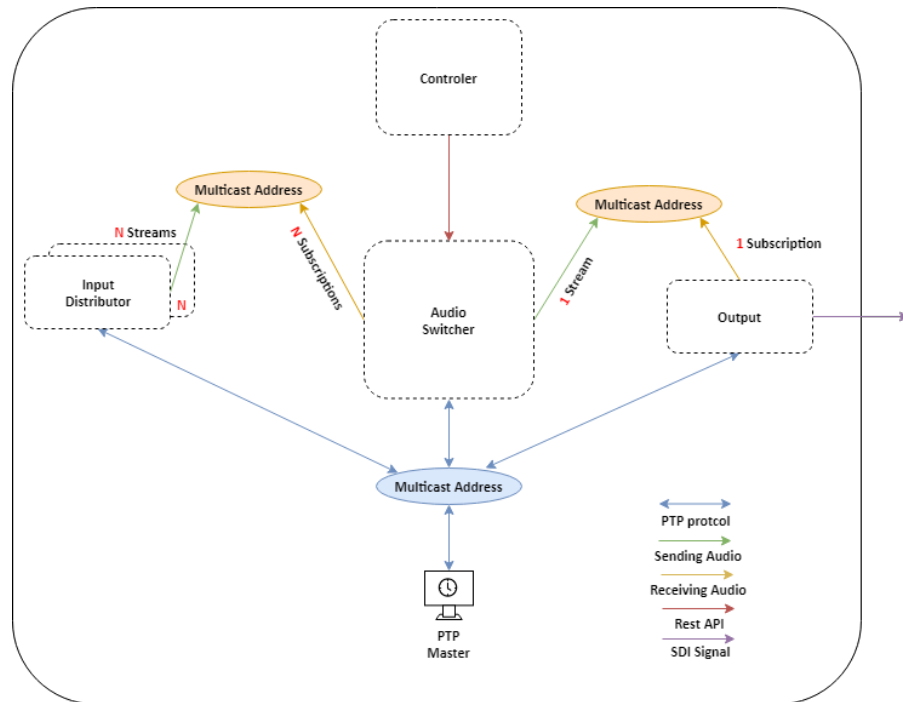 Controler
Multicast Address
Multicast Address
N Streams
N Subscriptions
1 Stream
1 Subscription
Input
Distributor
N
Audio
Switcher
Output
Multicast Address
PTP
Master
PTP protcol
Sending Audio
Receiving Audio
Rest API
SDI Signal